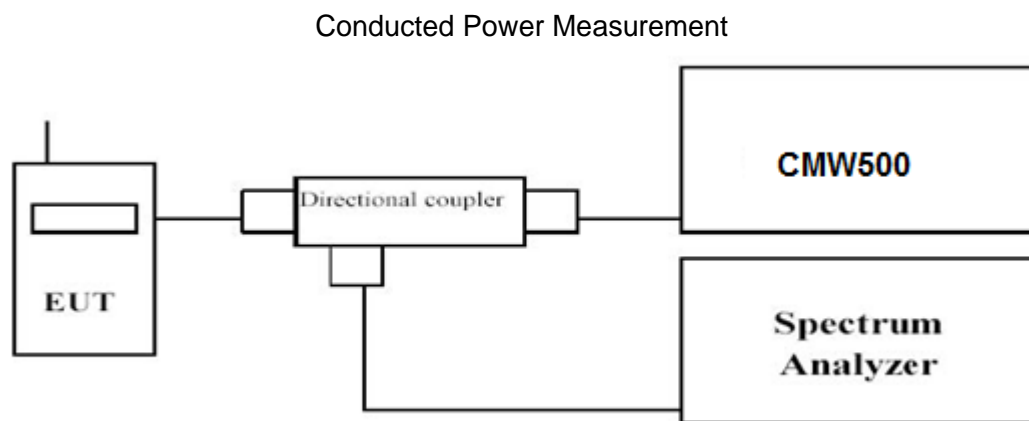 Conducted Power Measurement
CMW500
Directional coupler
EUT
Spectrum
Analyzer